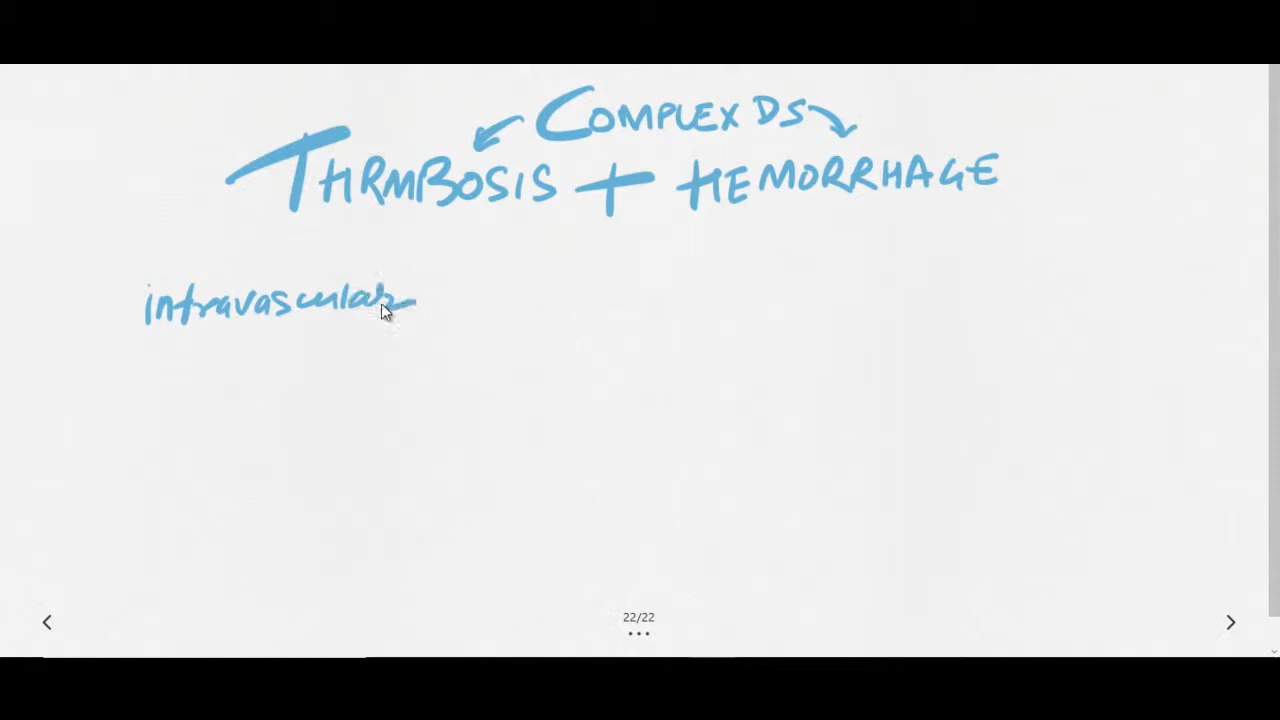 COMPLEX DS
THRMBOSIS + HEMORRHAGE
intravascular
22/22